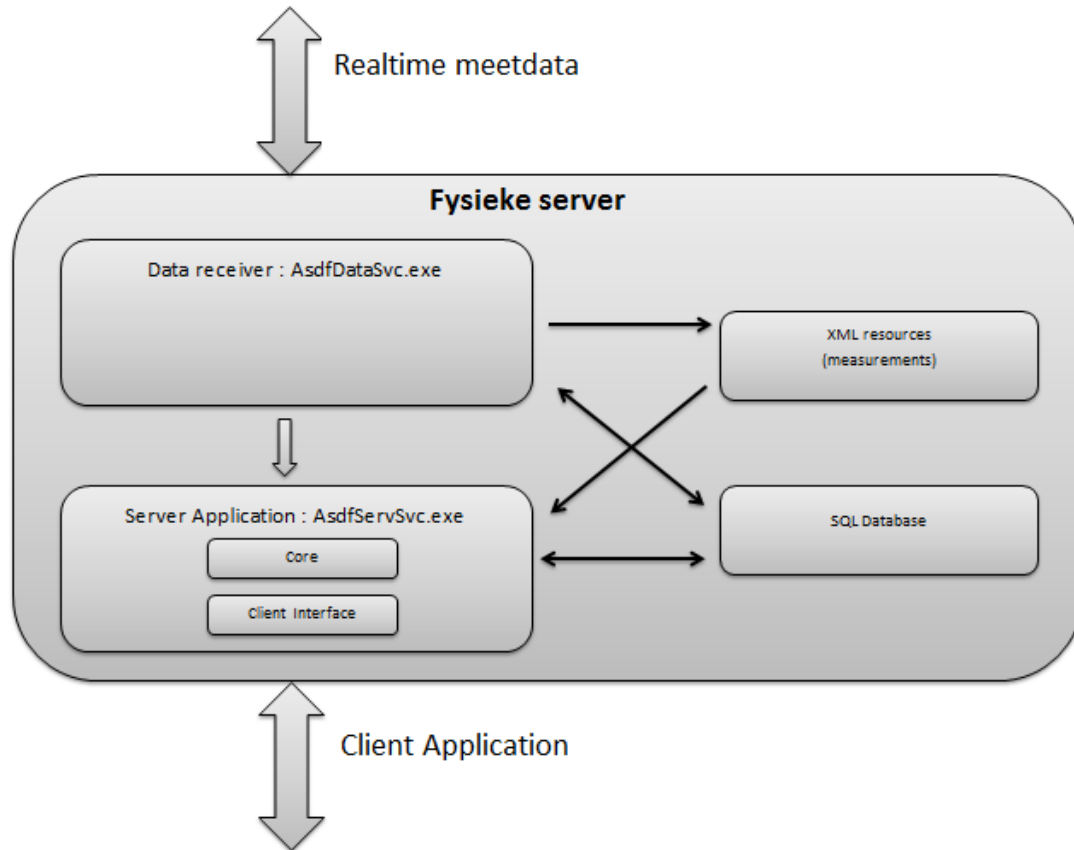 Realtime meetdata
Fysieke server
Data receiver : AsdfDataSvc.exe
XML resources
(measurements)
Server Application : AsdfServSvc.exe
Core
Client Interface
SQL Database
Client Application